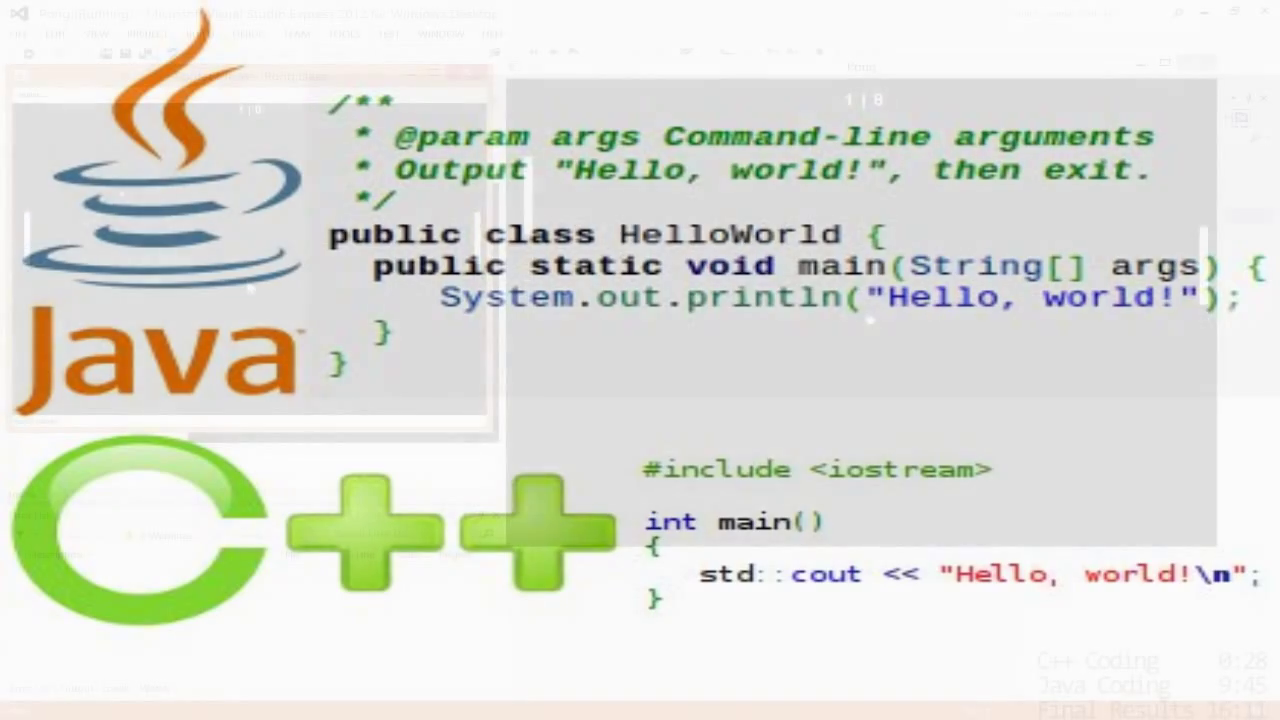 /**
* @param args Command-line arguments
* Output "Hello, world!", then exit.
*/
public class HelloWorld {
public static void main(String[] args) {
System.out.println("Hello, world!");
}
}
Java
C++
#include <iostream>
int main()
{
std::cout << "Hello, world!\n";
}
1 | 8
C++ Coding 0:28
Java Coding 9:45
Final Results 16:11